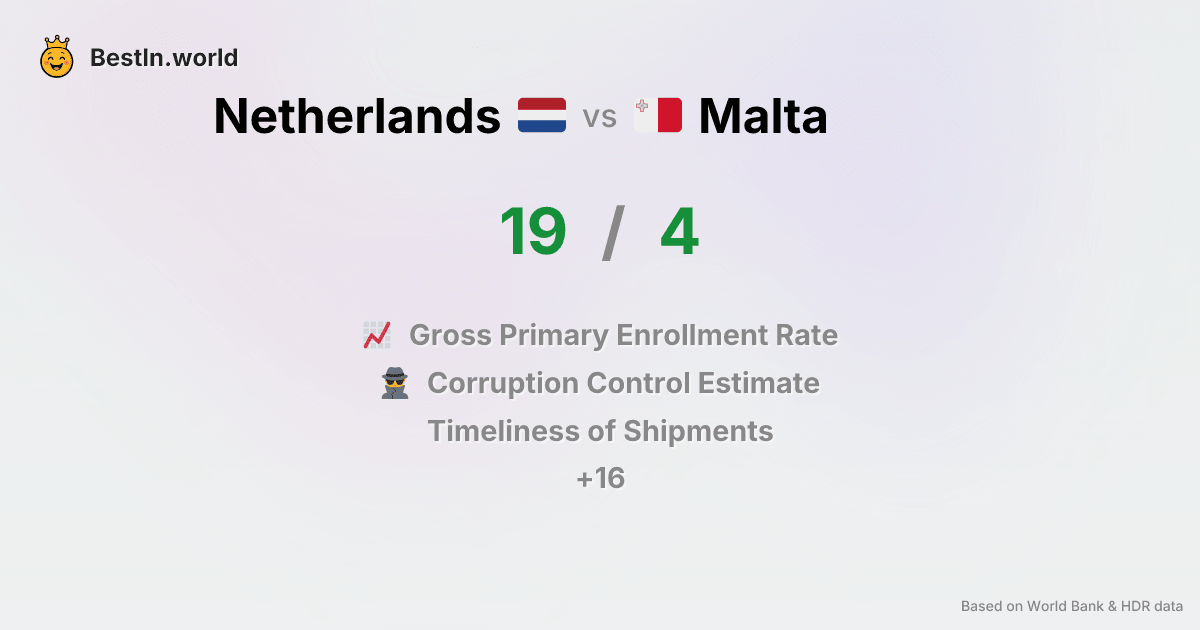 BestIn.world
Netherlands vs Malta
19 / 4
Gross Primary Enrollment Rate
Corruption Control Estimate
Timeliness of Shipments
+16
Based on World Bank & HDR data